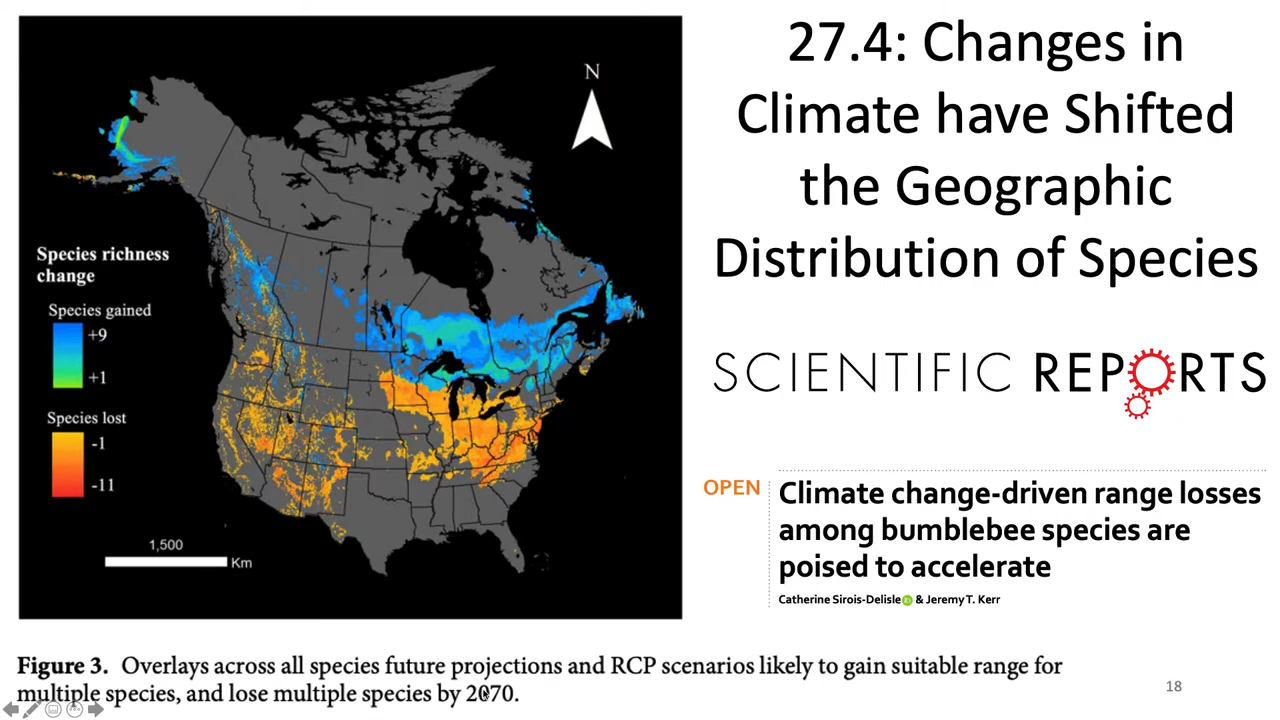 27.4: Changes in
Climate have Shifted
the Geographic
Distribution of Species
N
Species richness
change
Species gained
+9
+1
Species lost
-1
-11
1,500
Km
SCIENTIFIC REPORTS
OPEN
Climate change-driven range losses
among bumblebee species are
poised to accelerate
Catherine Sirois-Delisle & Jeremy T. Kerr
Figure 3. Overlays across all species future projections and RCP scenarios likely to gain suitable range for
multiple species, and lose multiple species by 2070.
18